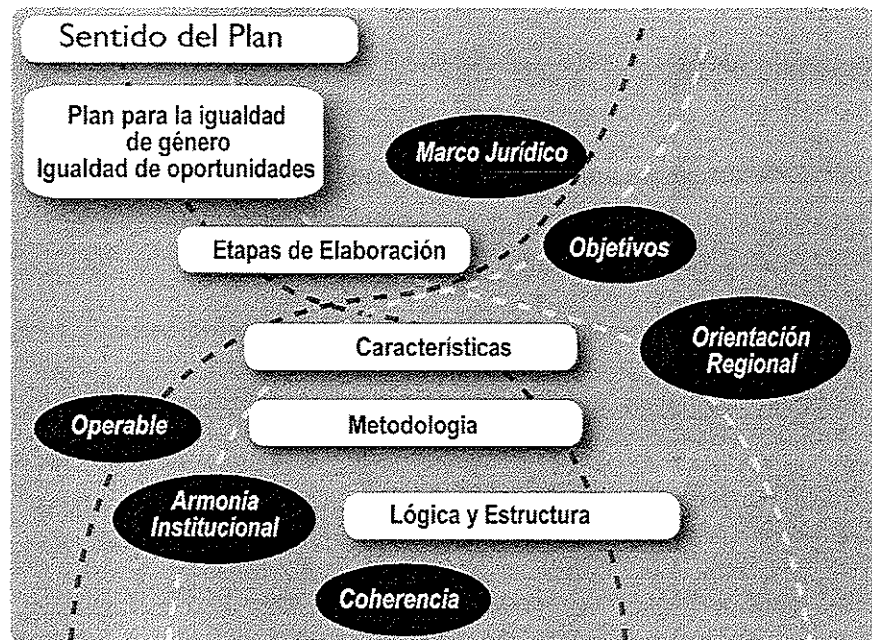 Sentido del Plan
Plan para la igualdad
de género
Igualdad de oportunidades
Marco Jurídico
Etapas de Elaboración
Objetivos
Orientación
Regional
Característícas
Operable
Metodologia
Armonía
Institucional
Lógica y Estructura
Coherencia